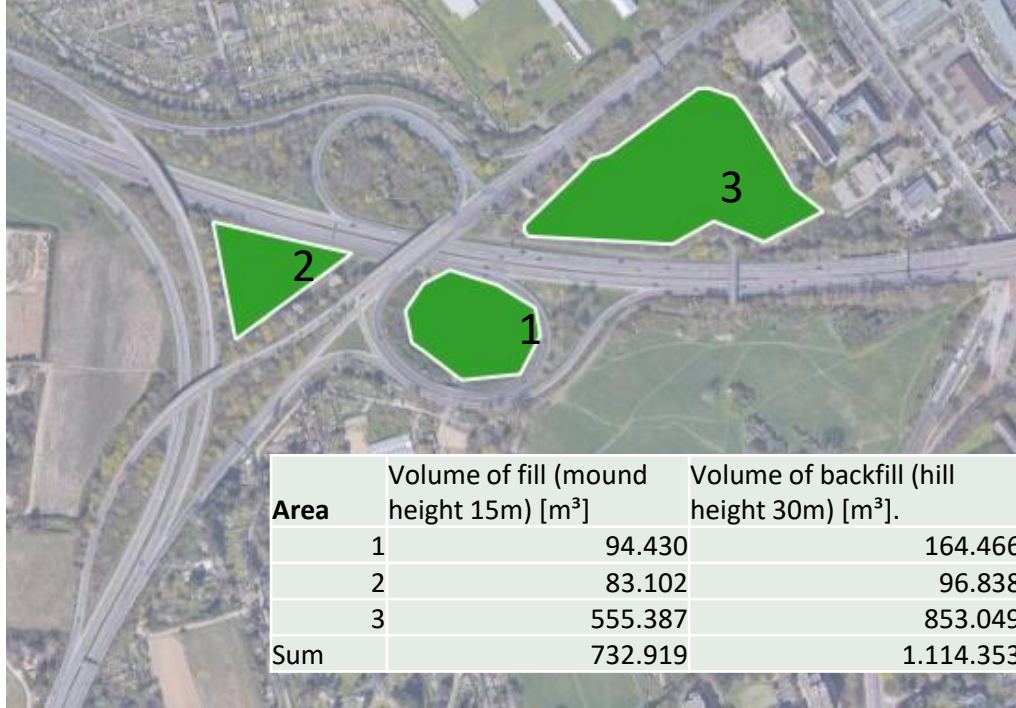 3
2
1
Area Volume of fill (mound height 15m) [m³] Volume of backfill (hill height 30m) [m³].
1 94.430 164.466
2 83.102 96.838
3 555.387 853.049
Sum 732.919 1.114.353